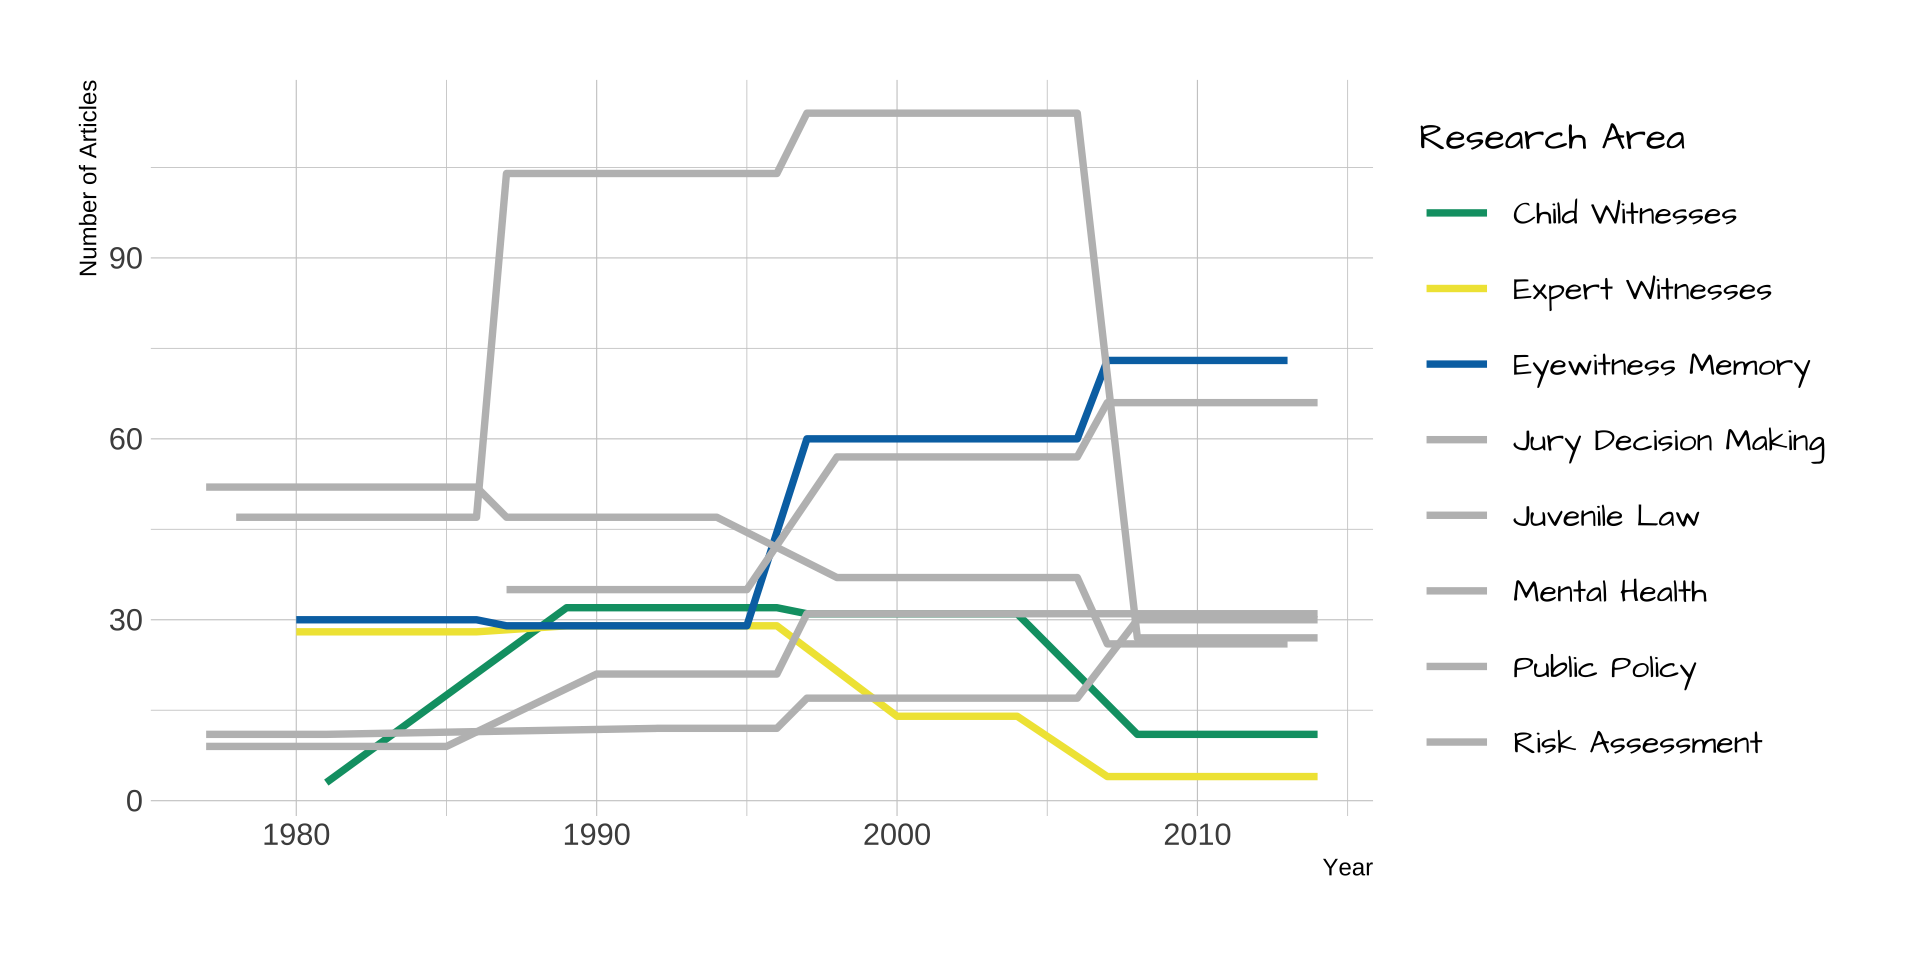 Number of Articles
90
60
30
0
1980 1990 2000 2010
Year
Research Area
Child Witnesses
Expert Witnesses
Eyewitness Memory
Jury Decision Making
Juvenile Law
Mental Health
Public Policy
Risk Assessment